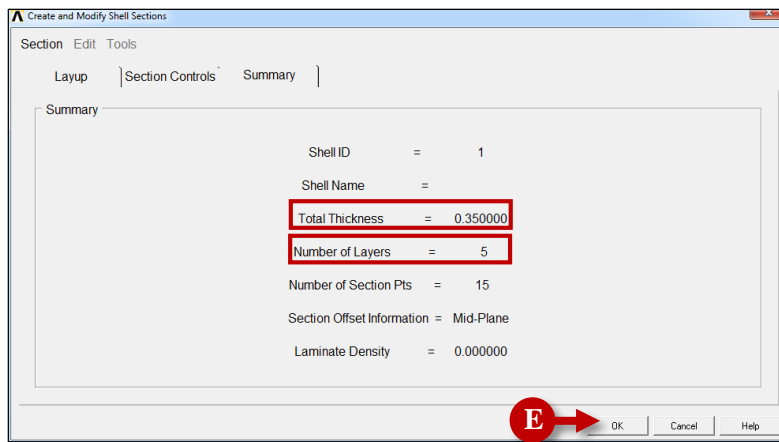 Create and Modify Shell Sections
Section Edit Tools
Layup Section Controls Summary
Summary
Shell ID = 1
Shell Name =
Total Thickness = 0.350000
Number of Layers = 5
Number of Section Pts = 15
Section Offset Information = Mid-Plane
Laminate Density = 0.000000
E OK Cancel Help